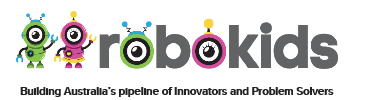 robokids
Building Australia's pipeline of Innovators and Problem Solvers